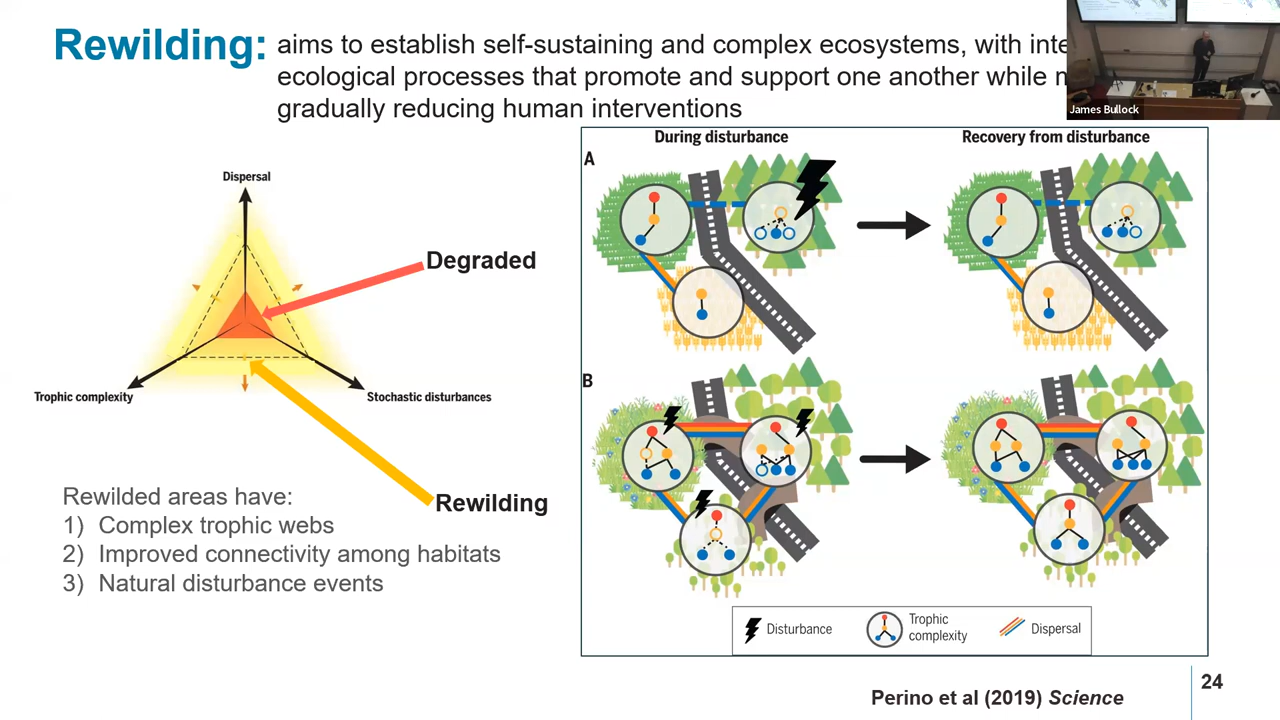 Rewilding: aims to establish self-sustaining and complex ecosystems, with
ecological processes that promote and support one another while
gradually reducing human interventions
James Bullock
Dispersal
Degraded
Trophic complexity
Stochastic disturbances
Rewilding
Rewilded areas have:
1) Complex trophic webs
2) Improved connectivity among habitats
3) Natural disturbance events
During disturbance
Recovery from disturbance
A
B
Disturbance
Trophic
complexity
Dispersal
Perino et al (2019) Science
24